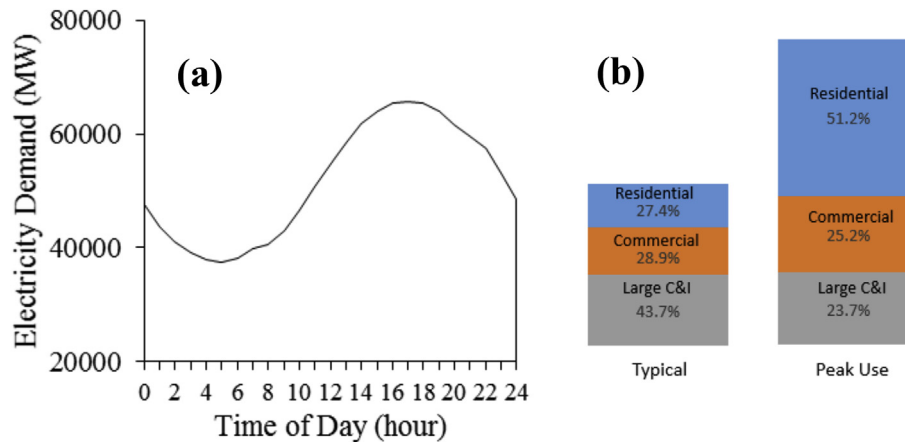 80000
60000
40000
20000
Electricity Demand (MW)
(a)
0 2 4 6 8 10 12 14 16 18 20 22 24
Time of Day (hour)
(b)
Residential
27.4%
Commercial
28.9%
Large C&I
43.7%
Typical
Residential
51.2%
Commercial
25.2%
Large C&I
23.7%
Peak Use